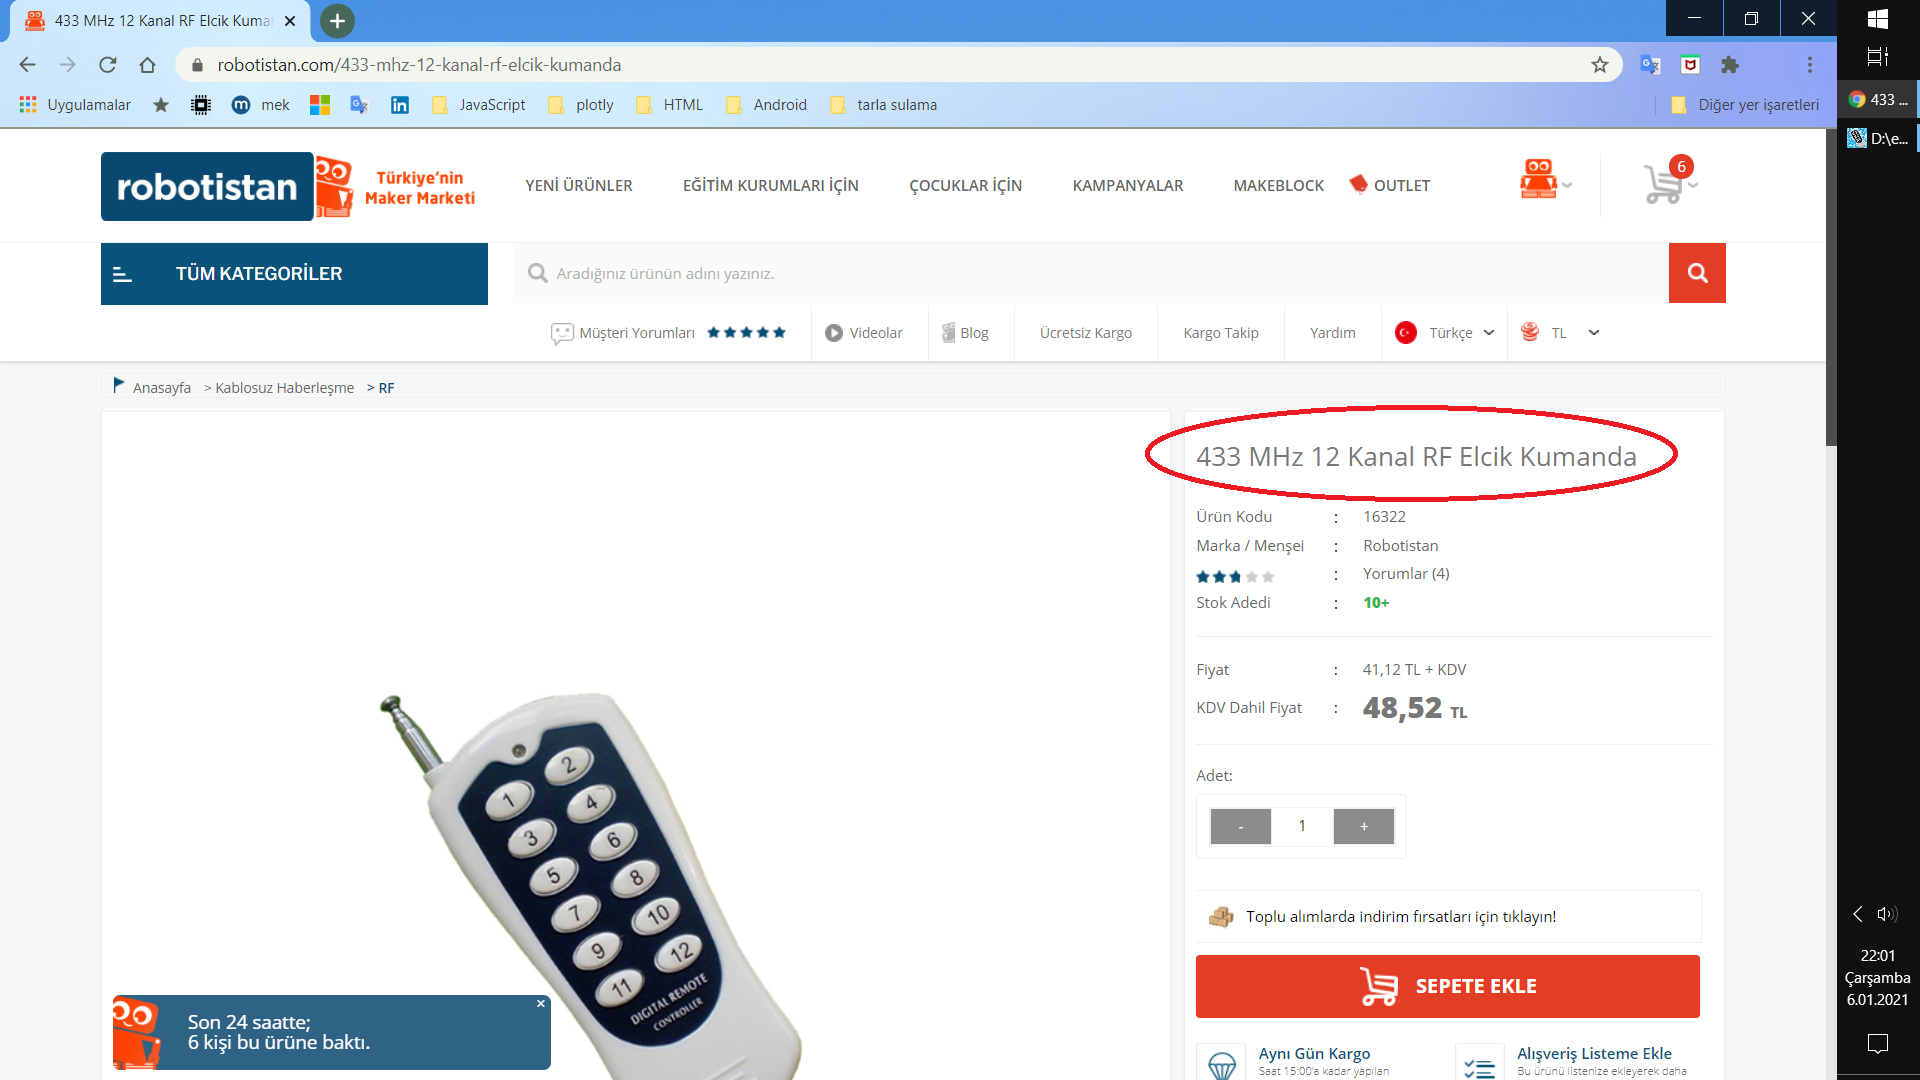 433 MHz 12 Kanal RF Elcik Kuma
robotistan.com/433-mhz-12-kanal-rf-elcik-kumanda
Uygulamalar
mek
JavaScript
plotly
HTML
Android
tarla sulama
Diğer yer işaretleri
433 ...
D:\e...
robotistan
Türkiye'nin
Maker Marketi
YENİ ÜRÜNLER
EĞİTİM KURUMLARI İÇİN
ÇOCUKLAR İÇİN
KAMPANYALAR
MAKEBLOCK
OUTLET
6
TÜM KATEGORİLER
Aradığınız ürünün adını yazınız.
Müşteri Yorumları
Videolar
Blog
Ücretsiz Kargo
Kargo Takip
Yardım
Türkçe
TL
Anasayfa > Kablosuz Haberleşme > RF
433 MHz 12 Kanal RF Elcik Kumanda
Ürün Kodu : 16322
Marka / Menşei : Robotistan
: Yorumlar (4)
Stok Adedi : 10+
Fiyat : 41,12 TL + KDV
KDV Dahil Fiyat : 48,52 TL
Adet:
- 1 +
Toplu alımlarda indirim fırsatları için tıklayın!
SEPETE EKLE
Aynı Gün Kargo
Saat 15:00'a kadar yapılan
Alışveriş Listeme Ekle
Bu ürünü listenize ekleyerek daha
1
2
3
4
5
6
7
8
9
10
11
12
DIGITAL REMOTE
CONTROLLER
Son 24 saatte;
6 kişi bu ürüne baktı.
22:01
Çarşamba
6.01.2021